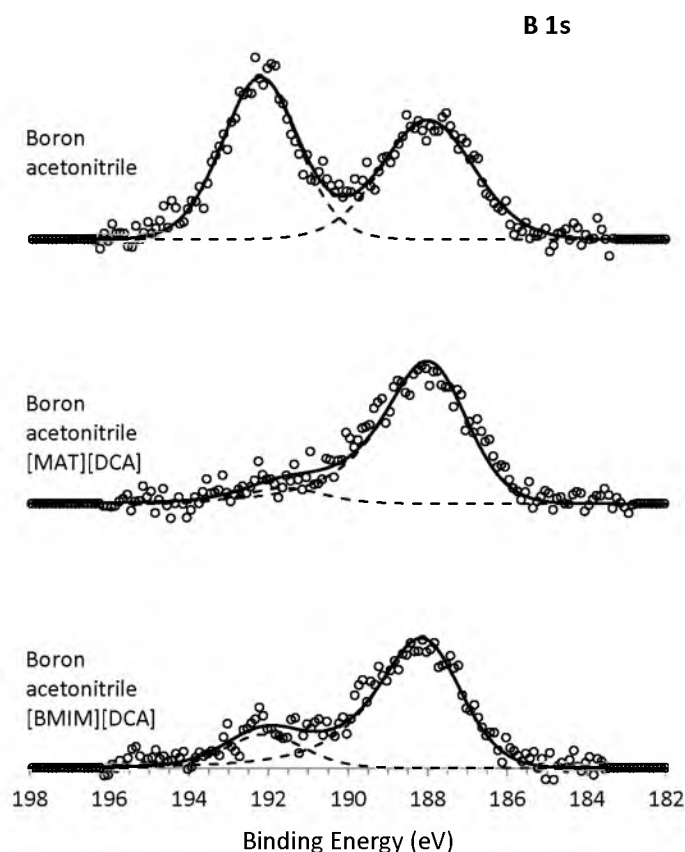 B 1s
Boron
acetonitrile
Boron
acetonitrile
[MAT][DCA]
Boron
acetonitrile
[BMIM][DCA]
198 196 194 192 190 188 186 184 182
Binding Energy (eV)